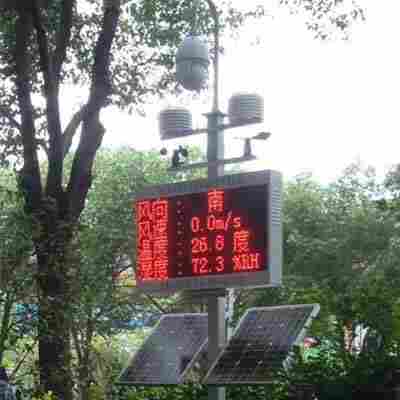 风向： 南
风速： 0.0m/s
温度： 26.6 度
湿度： 72.3 %RH